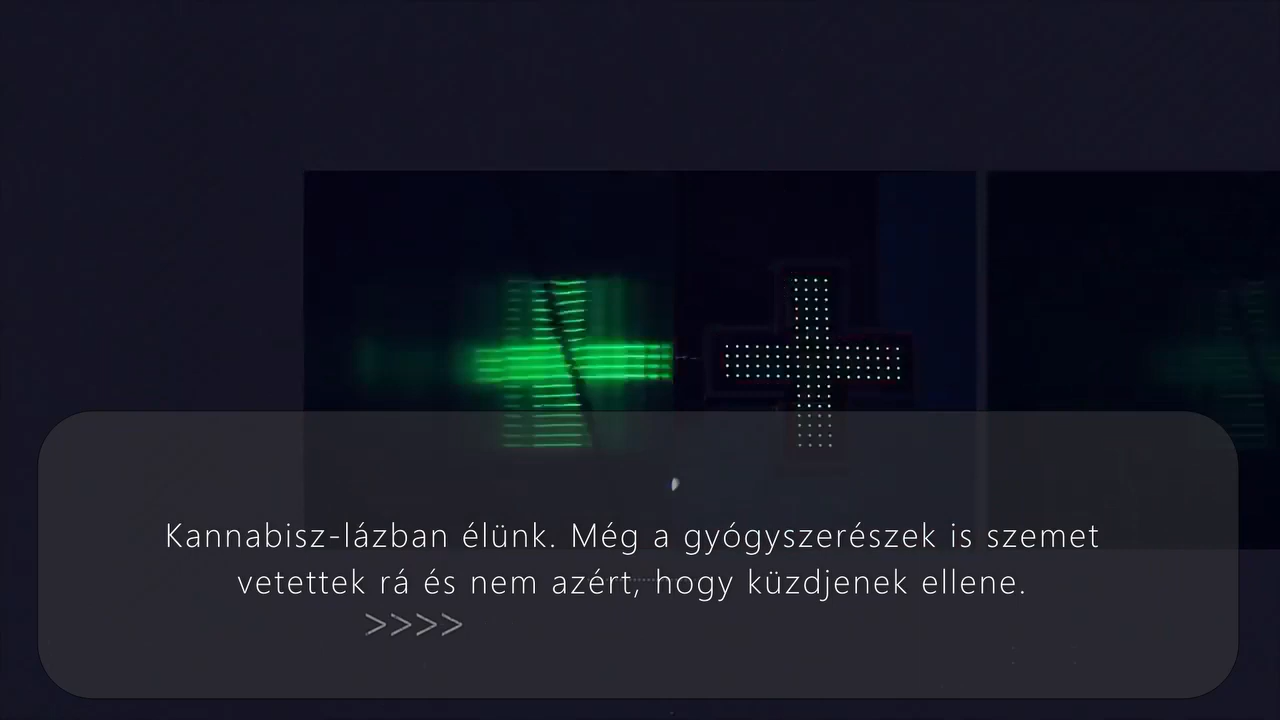 Kannabisz-lázban élünk. Még a gyógyszerészek is szemet
vetettek rá és nem azért, hogy küzdjenek ellene.
>>>>